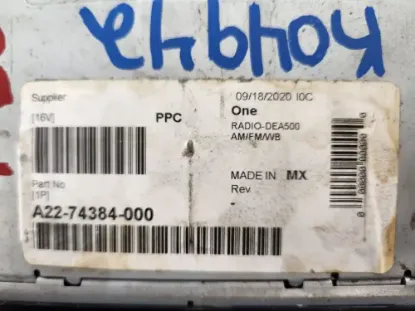 K04942
Supplier
[16V]
PPC
Part No
[1P]
A22-74384-000
09/18/2020 I0C
One
RADIO-DEA500
AM/FM/WB
MADE IN MX
Rev.
-